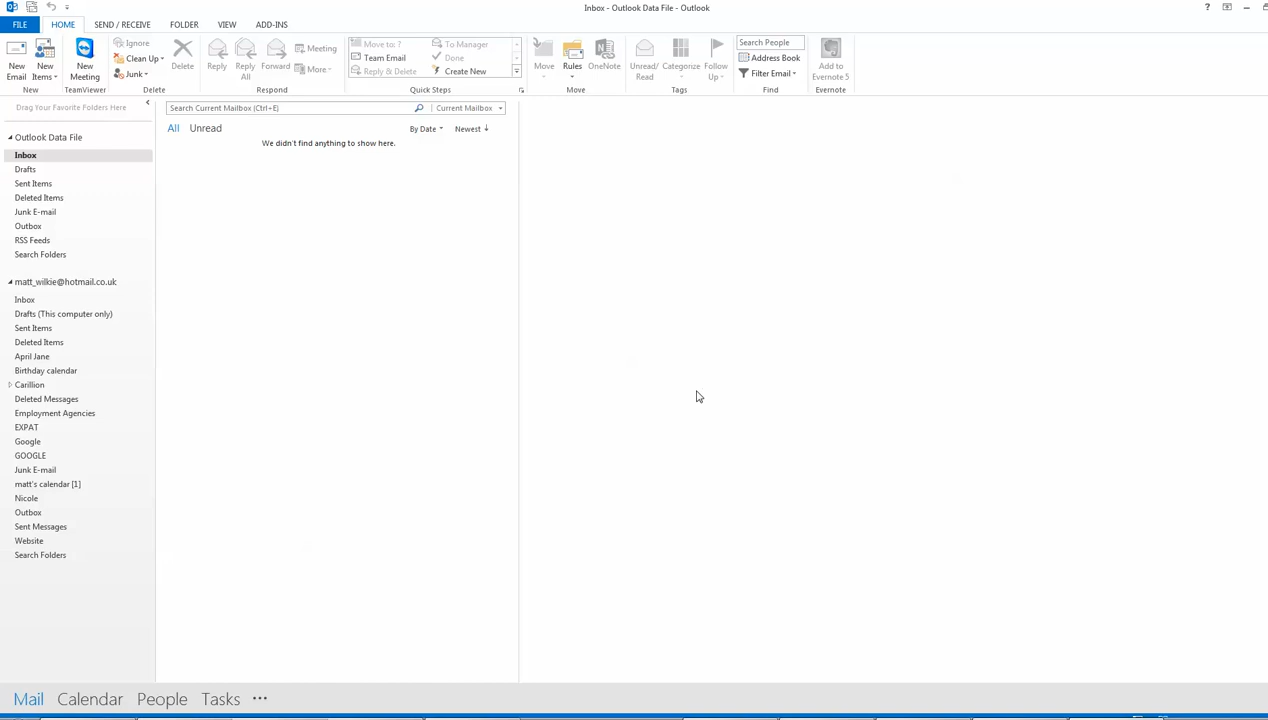 Inbox - Outlook Data File - Outlook
FILE HOME SEND / RECEIVE FOLDER VIEW ADD-INS
New Email
New Items
New Meeting
Ignore
Clean Up
Junk
Delete
Reply
Reply All
Forward
Meeting
More
Move to: ?
Team Email
Reply & Delete
To Manager
Done
Create New
Move
Rules
OneNote
Unread/ Read
Categorize
Follow Up
Search People
Address Book
Filter Email
Add to Evernote 5
New TeamViewer Delete Respond Quick Steps Move Tags Find Evernote
Drag Your Favorite Folders Here
Outlook Data File
Inbox
Drafts
Sent Items
Deleted Items
Junk E-mail
Outbox
RSS Feeds
Search Folders
matt_wilkie@hotmail.co.uk
Inbox
Drafts (This computer only)
Sent Items
Deleted Items
April Jane
Birthday calendar
Carillion
Deleted Messages
Employment Agencies
EXPAT
Google
GOOGLE
Junk E-mail
matt's calendar [1]
Nicole
Outbox
Sent Messages
Website
Search Folders
Search Current Mailbox (Ctrl+E) Current Mailbox
All Unread By Date Newest
We didn't find anything to show here.
Mail Calendar People Tasks •••